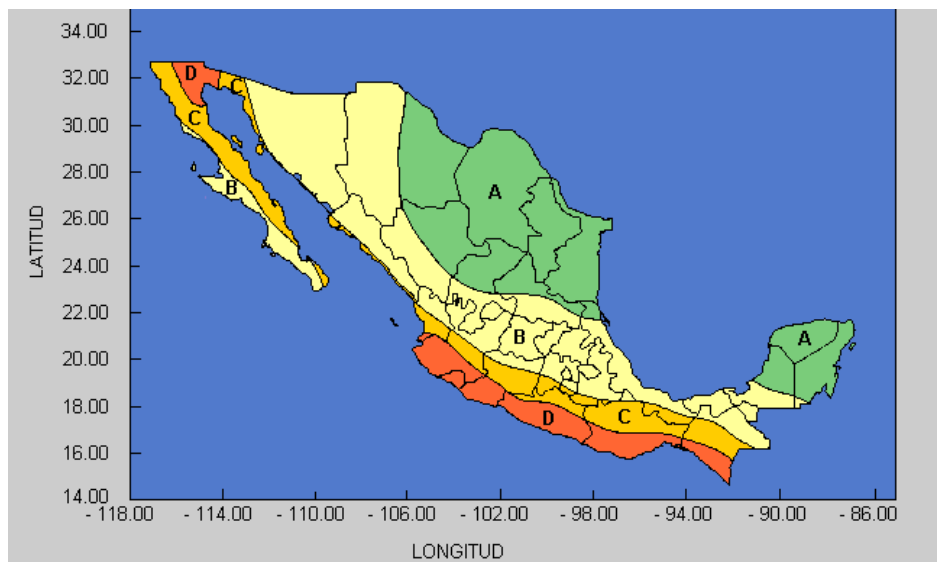 34.00
32.00
30.00
28.00
26.00
24.00
22.00
20.00
18.00
16.00
14.00
LATITUD
D
C
C
B
A
B
A
C
D
- 118.00 - 114.00 - 110.00 - 106.00 - 102.00 - 98.00 - 94.00 - 90.00 - 86.00
LONGITUD